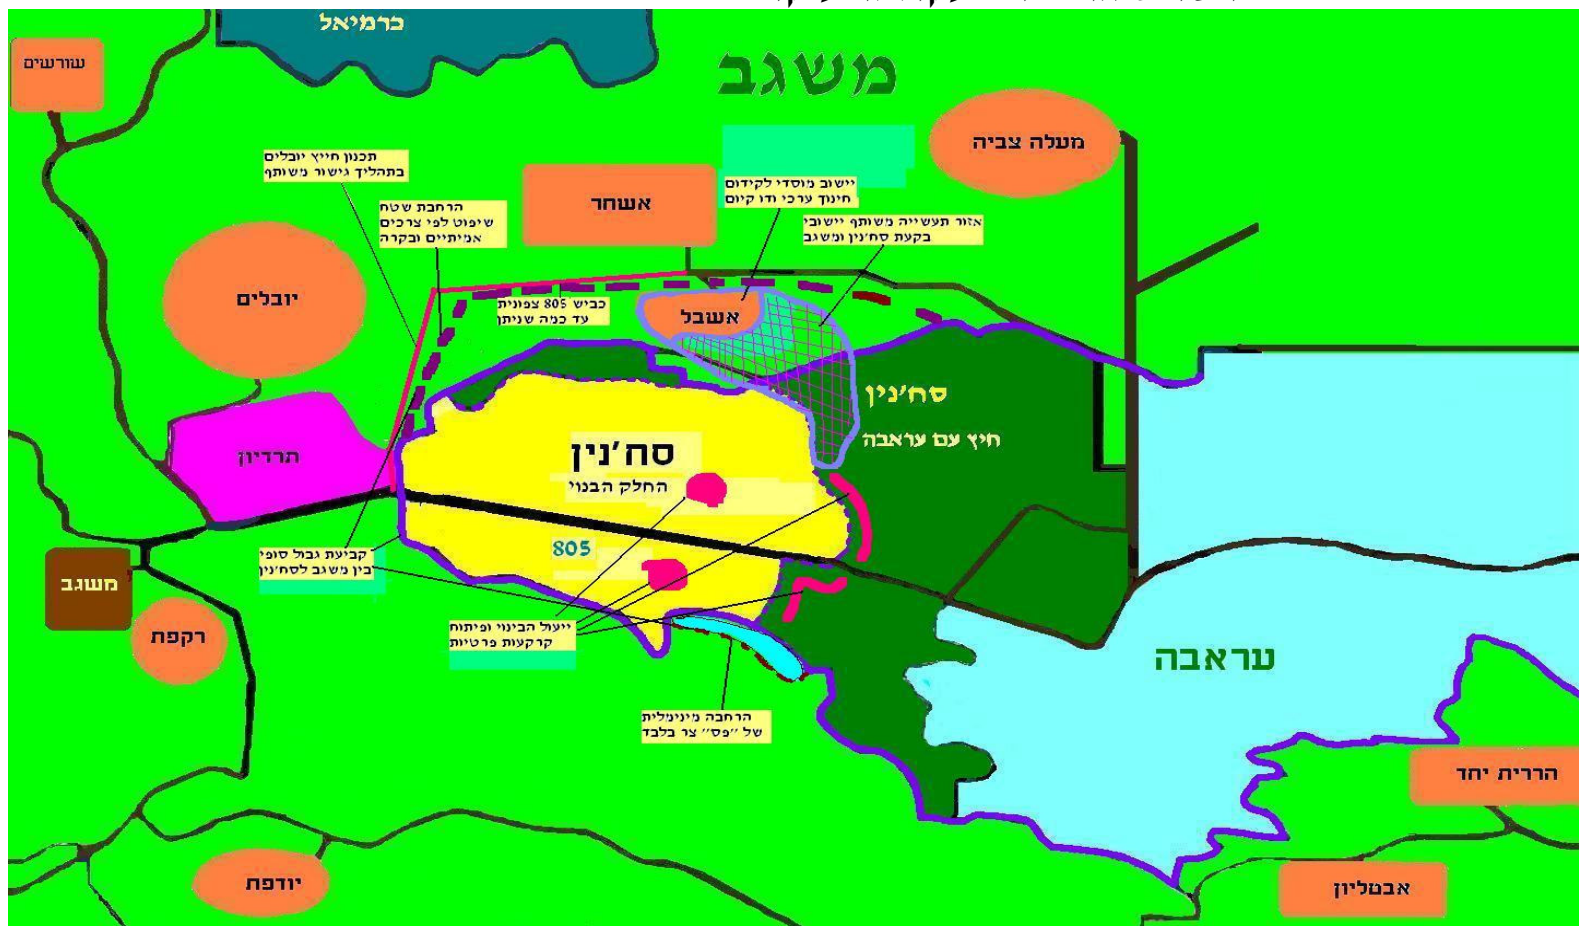 כרמיאל
משגב
שורשים
מעלה צביה
תכנון חייץ יובלים
בתהליך גישור משותף
יישוב מוסדי לקידום
חינוך ערכי ודו קיום
אשחר
הרחבת שטח
שיפוט לפי צרכים
אמיתיים ובקרה
אזור תעשייה משותף יישובי
בקעת סח'נין ומשגב
יובלים
כביש 805 צפונית
עד כמה שניתן
אשבל
סח'נין
חיץ עם עראבה
סח'נין
החלק הבנוי
תרדיון
805
קביעת גבול סופי
בין משגב לסח'נין
משגב
רקפת
ייעול הבינוי ופיתוח
קרקעות פרטיות
עראבה
הרחבה מינימלית
של "פס" צר בלבד
הררית יחד
יודפת
אבטליון